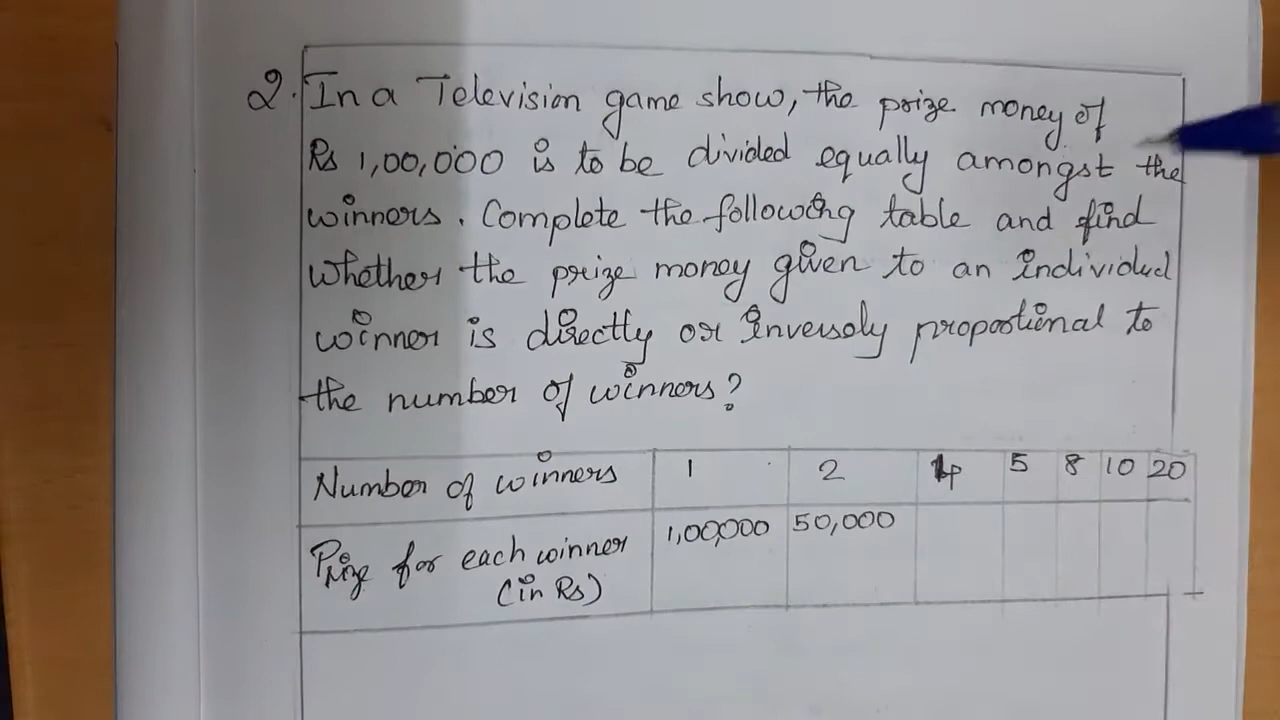 2. In a Television game show, the prize money of
Rs 1,00,000 is to be divided equally amongst the
winners. Complete the following table and find
whether the prize money given to an individual
winner is directly or inversely proportional to
the number of winners?
Number of winners 1 2 4 5 8 10 20
Prize for each winner 1,00,000 50,000
(in Rs)